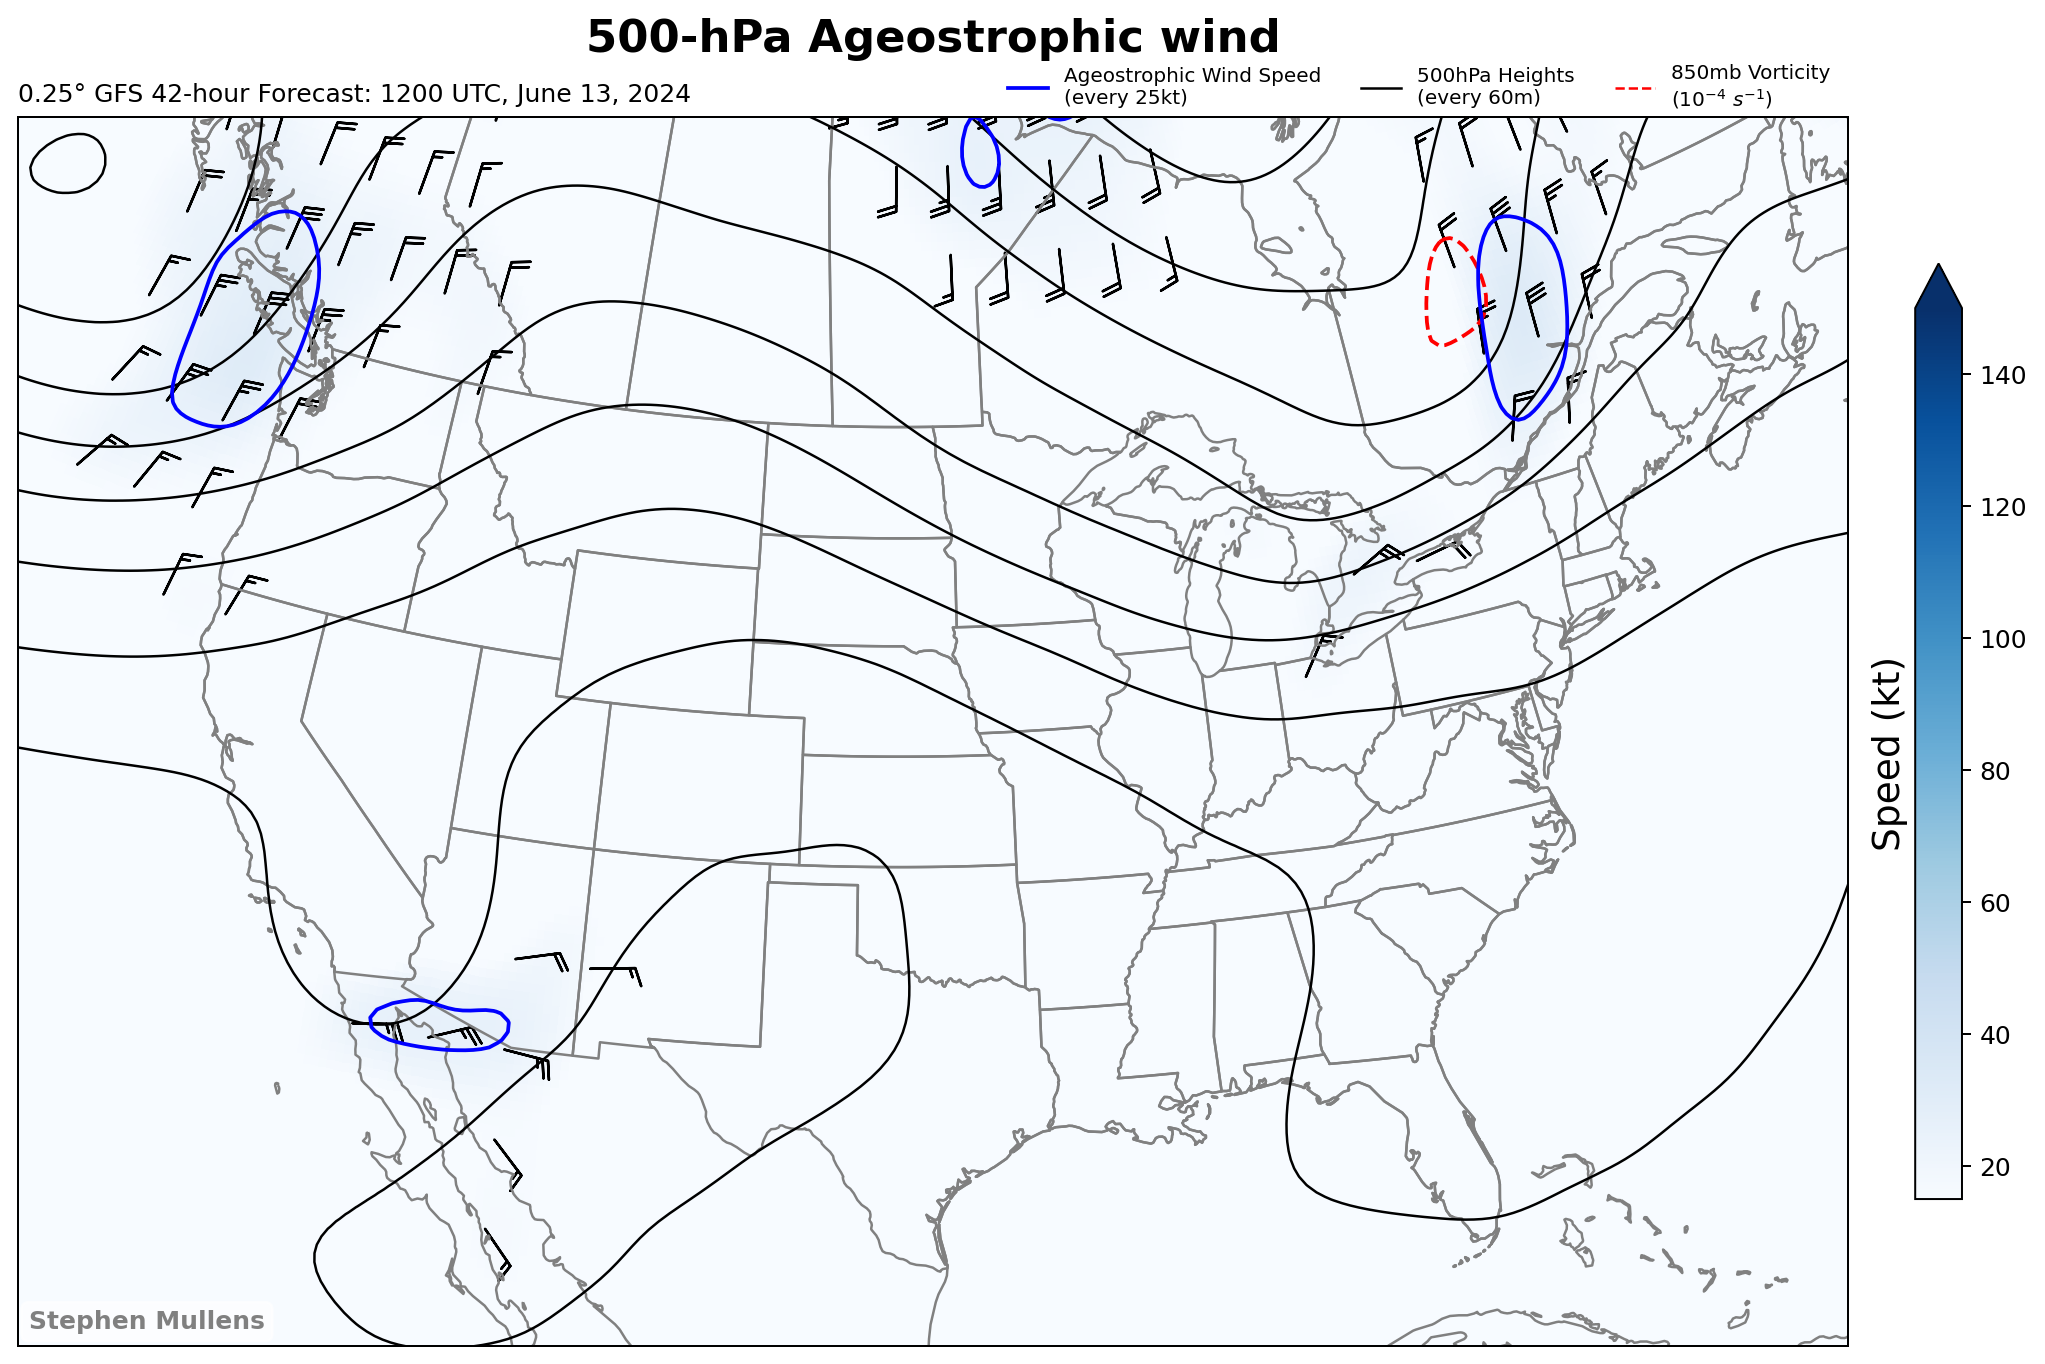 500-hPa Ageostrophic wind
0.25° GFS 42-hour Forecast: 1200 UTC, June 13, 2024
Ageostrophic Wind Speed
(every 25kt)
500hPa Heights
(every 60m)
850mb Vorticity
(10⁻⁴ s⁻¹)
140
120
100
80
60
40
20
Speed (kt)
Stephen Mullens